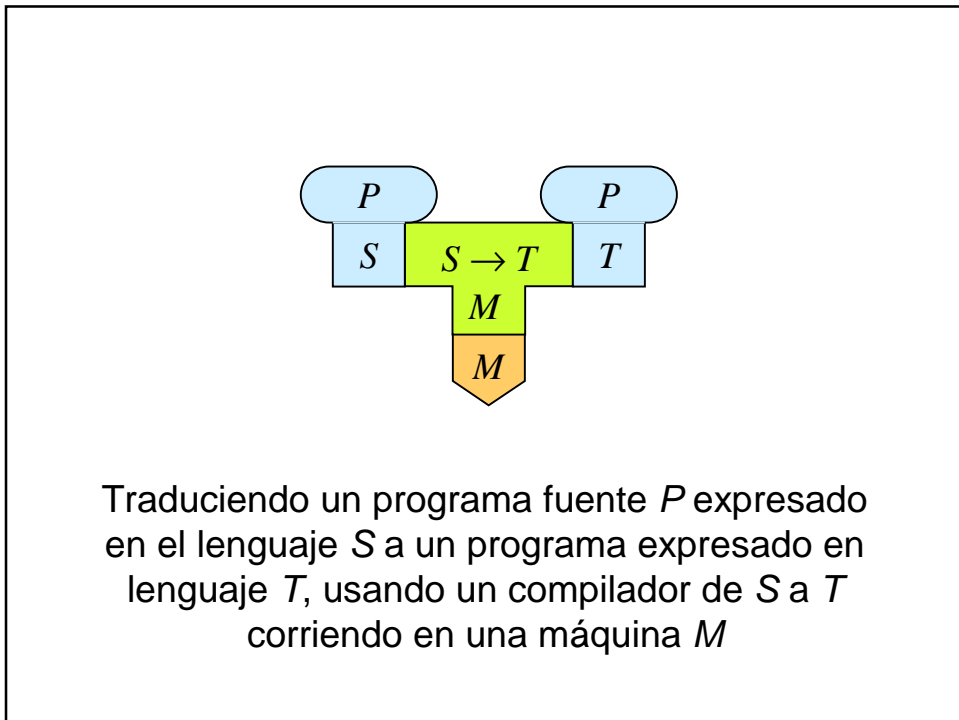 P P
S S → T T
M
M
Traduciendo un programa fuente P expresado
en el lenguaje S a un programa expresado en
lenguaje T, usando un compilador de S a T
corriendo en una máquina M